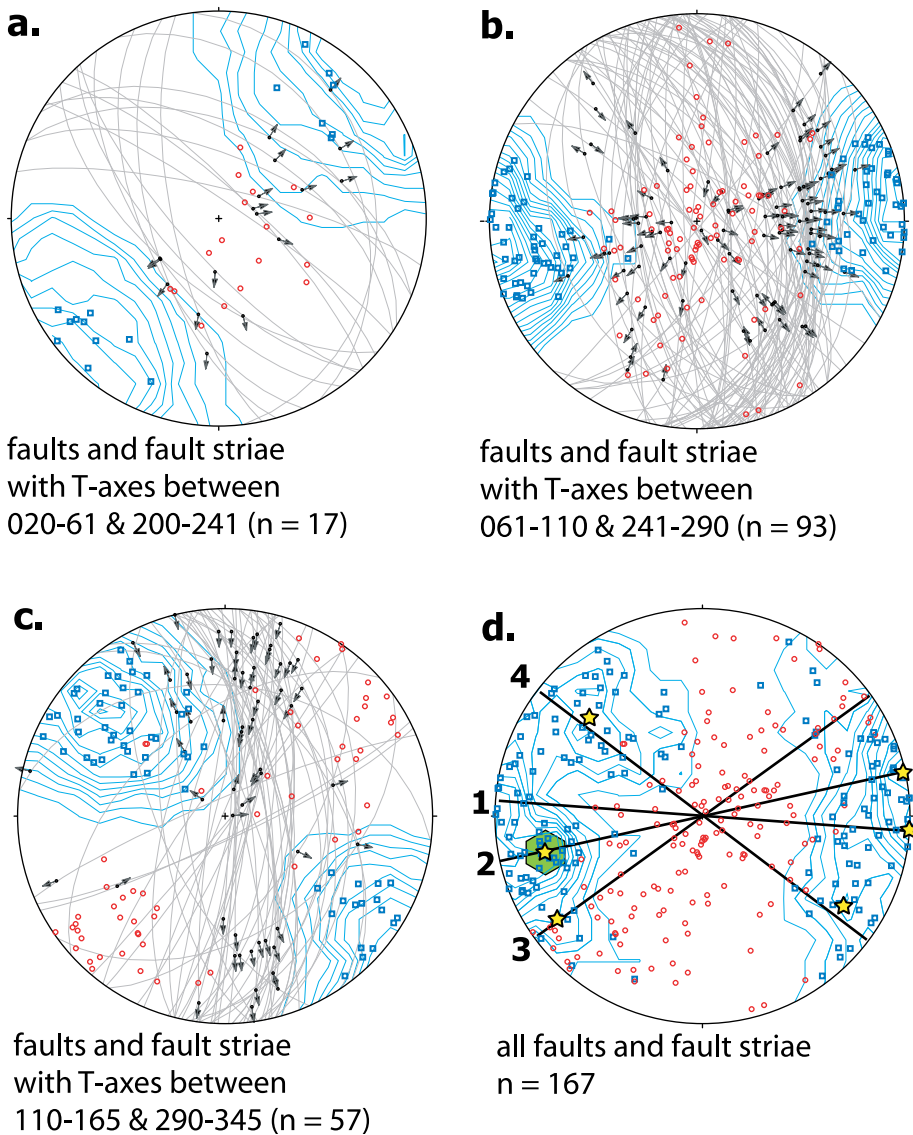 a.
faults and fault striae
with T-axes between
020-61 & 200-241 (n = 17)
b.
faults and fault striae
with T-axes between
061-110 & 241-290 (n = 93)
c.
faults and fault striae
with T-axes between
110-165 & 290-345 (n = 57)
d.
4
1
2
3
all faults and fault striae
n = 167